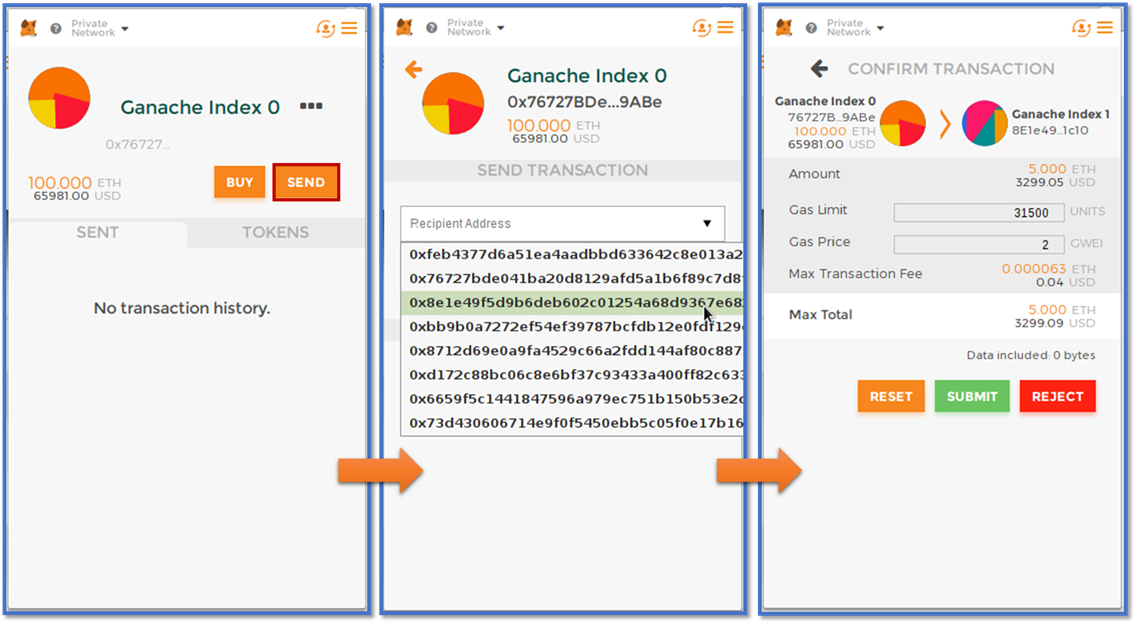 Private
Network
Ganache Index 0
0x76727...
100.000 ETH
65981.00 USD
BUY
SEND
SENT
TOKENS
No transaction history.
Private
Network
Ganache Index 0
0x76727BDe...9ABe
100.000 ETH
65981.00 USD
SEND TRANSACTION
Recipient Address
0xfeb4377d6a51ea4aadbbd633642c8e013a2
0x76727bde041ba20d8129afd5a1b6f89c7d8
0x8e1e49f5d9b6deb602c01254a68d9367e68
0xbb9b0a7272ef54ef39787bcfdb12e0fdf129
0x8712d69e0a9fa4529c66a2fdd144af80c887
0xd172c88bc06c8e6bf37c93433a400ff82c633
0x6659f5c1441847596a979ec751b150b53e2c
0x73d430606714e9f0f5450ebb5c05f0e17b16
Private
Network
CONFIRM TRANSACTION
Ganache Index 0
76727B...9ABe
100.000 ETH
65981.00 USD
Ganache Index 1
8E1e49...1c10
Amount
5.000 ETH
3299.05 USD
Gas Limit
31500 UNITS
Gas Price
2 GWEI
Max Transaction Fee
0.000063 ETH
0.04 USD
Max Total
5.000 ETH
3299.09 USD
Data included: 0 bytes
RESET
SUBMIT
REJECT